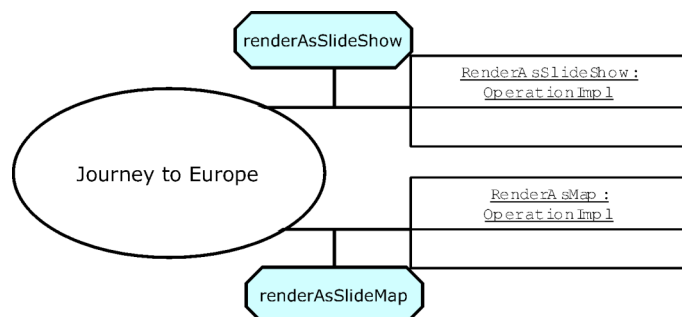 renderAsSlideShow
RenderAsSlideShow:
OperationImpl
Journey to Europe
RenderAsMap:
OperationImpl
renderAsSlideMap